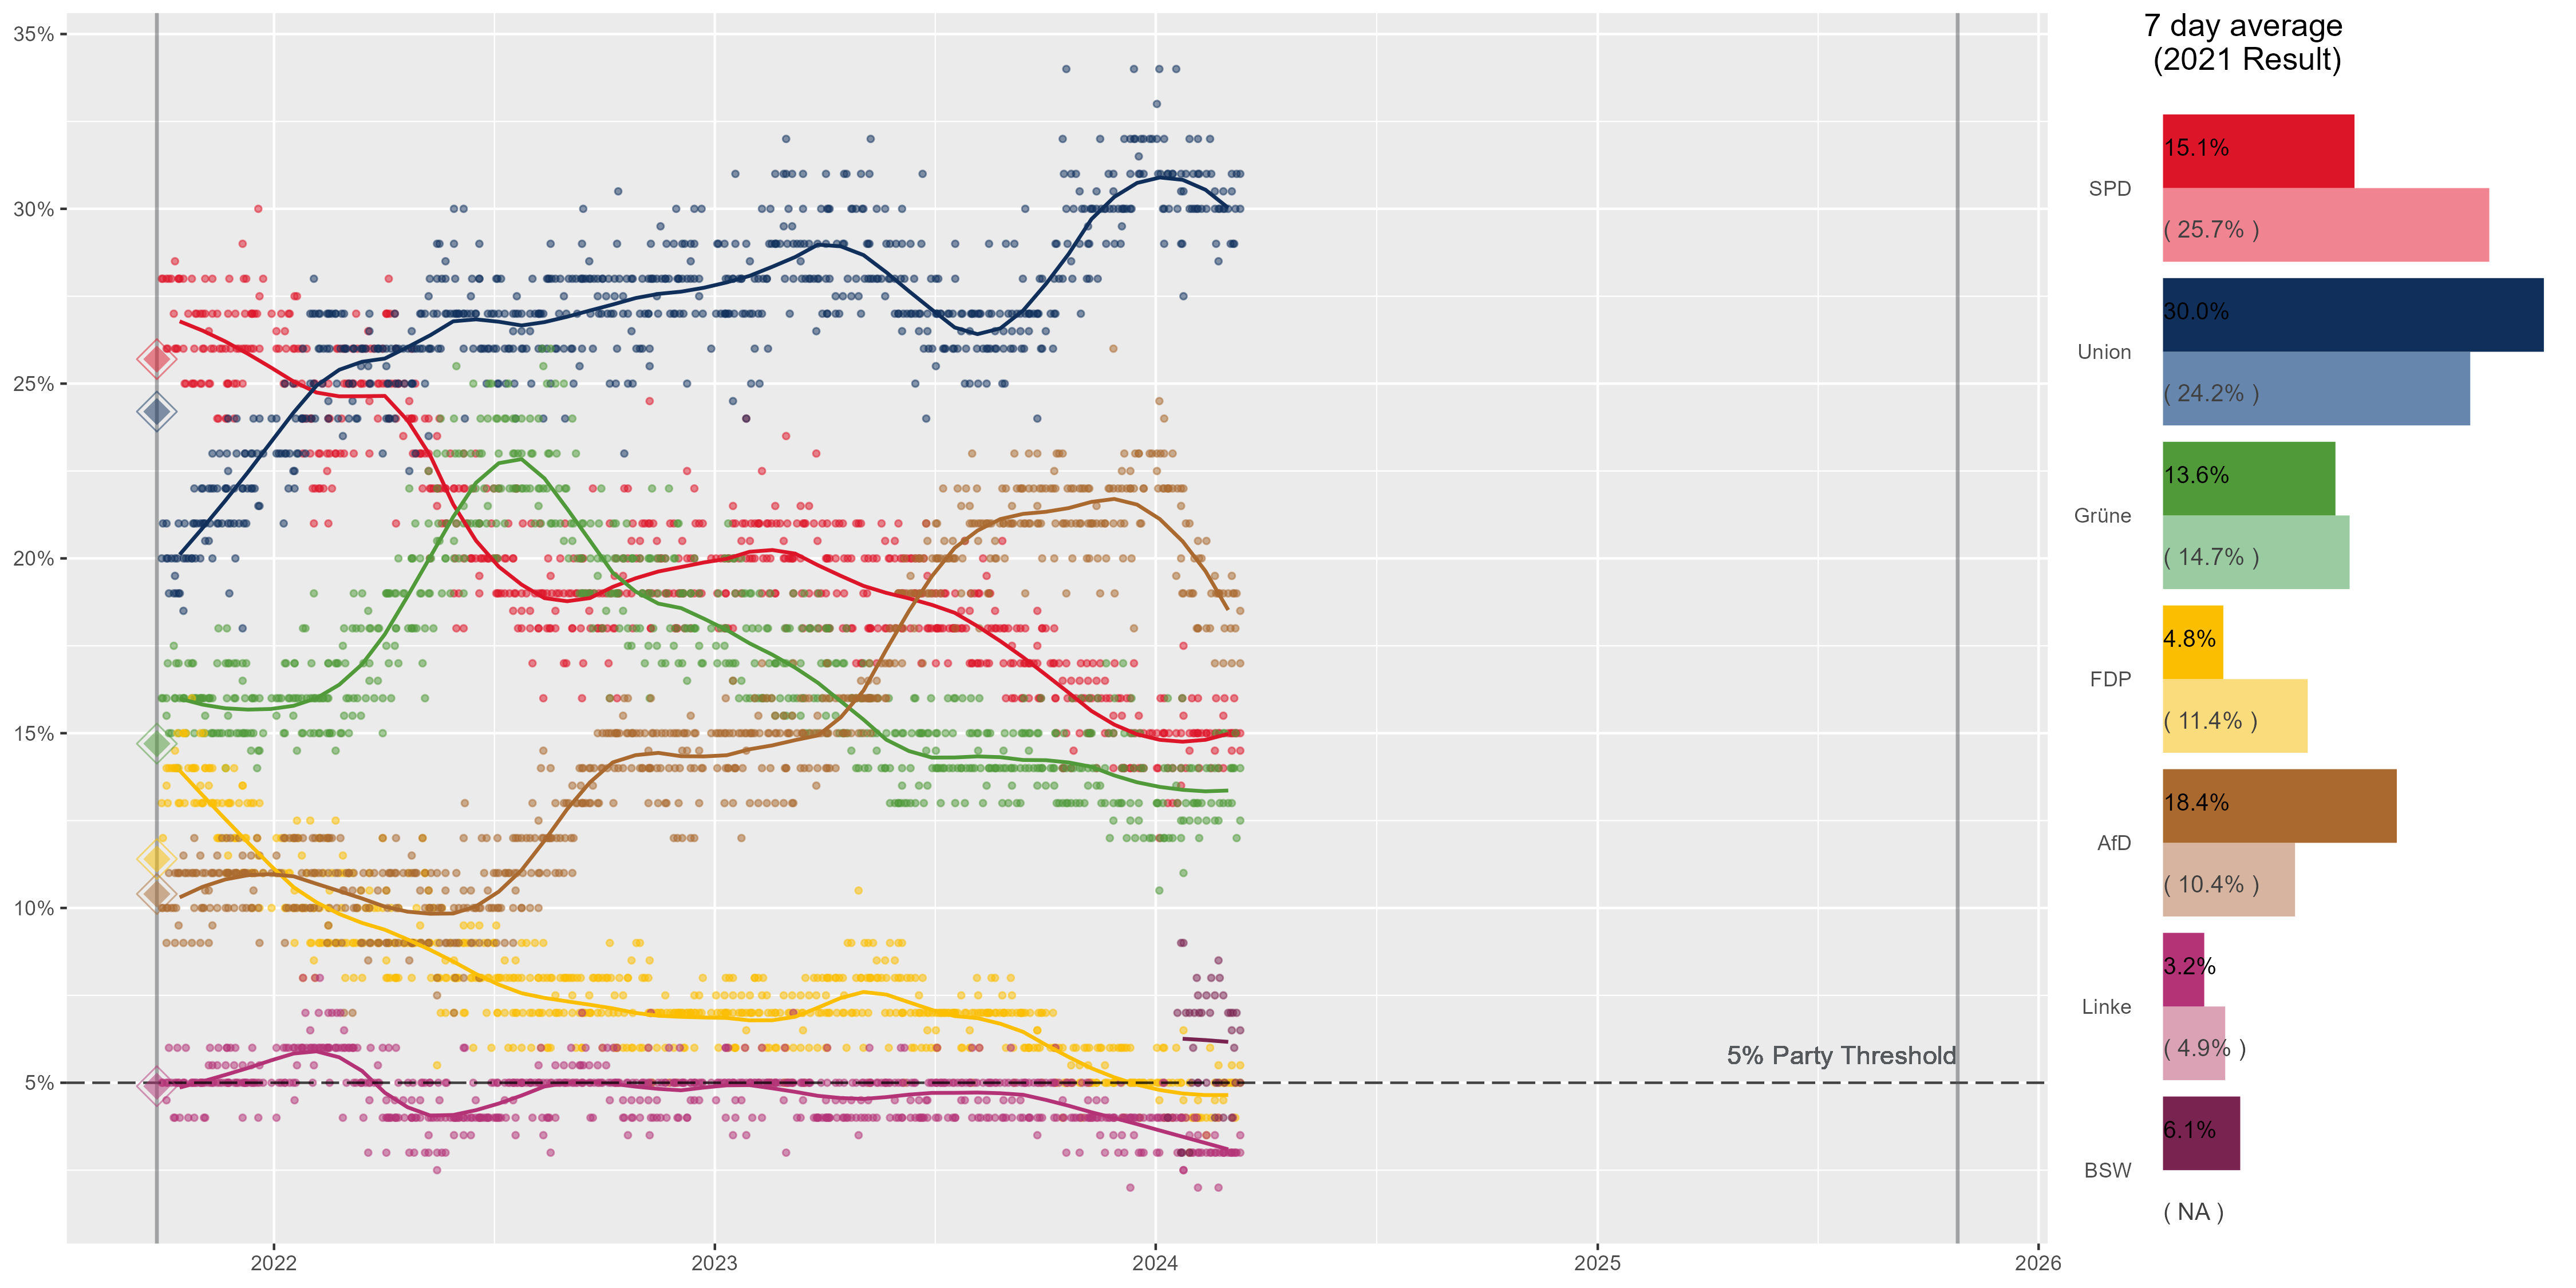 35%
30%
25%
20%
15%
10%
5%
5% Party Threshold
2022
2023
2024
2025
2026
7 day average
(2021 Result)
SPD
15.1%
( 25.7% )
Union
30.0%
( 24.2% )
Grüne
13.6%
( 14.7% )
FDP
4.8%
( 11.4% )
AfD
18.4%
( 10.4% )
Linke
3.2%
( 4.9% )
BSW
6.1%
( NA )